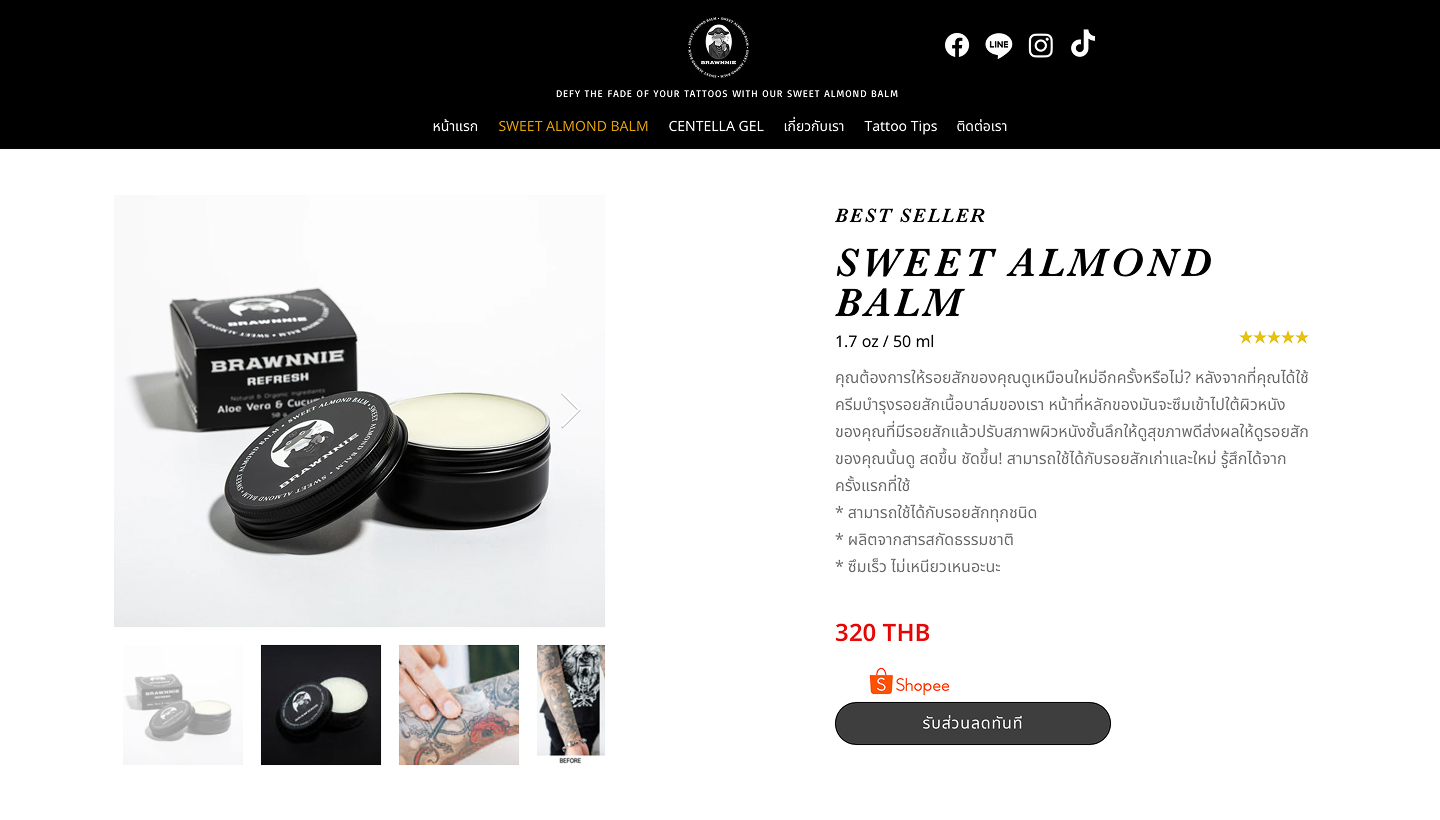 BRAWNNIE
DEFY THE FADE OF YOUR TATTOOS WITH OUR SWEET ALMOND BALM
LINE
หน้าแรก SWEET ALMOND BALM CENTELLA GEL เกี่ยวกับเรา Tattoo Tips ติดต่อเรา
BRAWNNIE
BRAWNNIE
REFRESH
Natural & Organic Ingredients
Aloe Vera &
SWEET ALMOND BALM • SWEET ALMOND BALM • SWEET ALMOND BALM
BRAWNNIE
BEFORE
BEST SELLER
SWEET ALMOND
BALM
1.7 oz / 50 ml
คุณต้องการให้รอยสักของคุณดูเหมือนใหม่อีกครั้งหรือไม่? หลังจากที่คุณได้ใช้
ครีมบำรุงรอยสักเนื้อบาล์มของเรา หน้าที่หลักของมันจะซึมเข้าไปใต้ผิวหนัง
ของคุณที่มีรอยสักแล้วปรับสภาพผิวหนังชั้นลึกให้ดูสุขภาพดีส่งผลให้ดูรอยสัก
ของคุณนั้นดู สดขึ้น ชัดขึ้น! สามารถใช้ได้กับรอยสักเก่าและใหม่ รู้สึกได้จาก
ครั้งแรกที่ใช้
* สามารถใช้ได้กับรอยสักทุกชนิด
* ผลิตจากสารสกัดธรรมชาติ
* ซึมเร็ว ไม่เหนียวเหนอะนะ
320 THB
Shopee
รับส่วนลดทันที